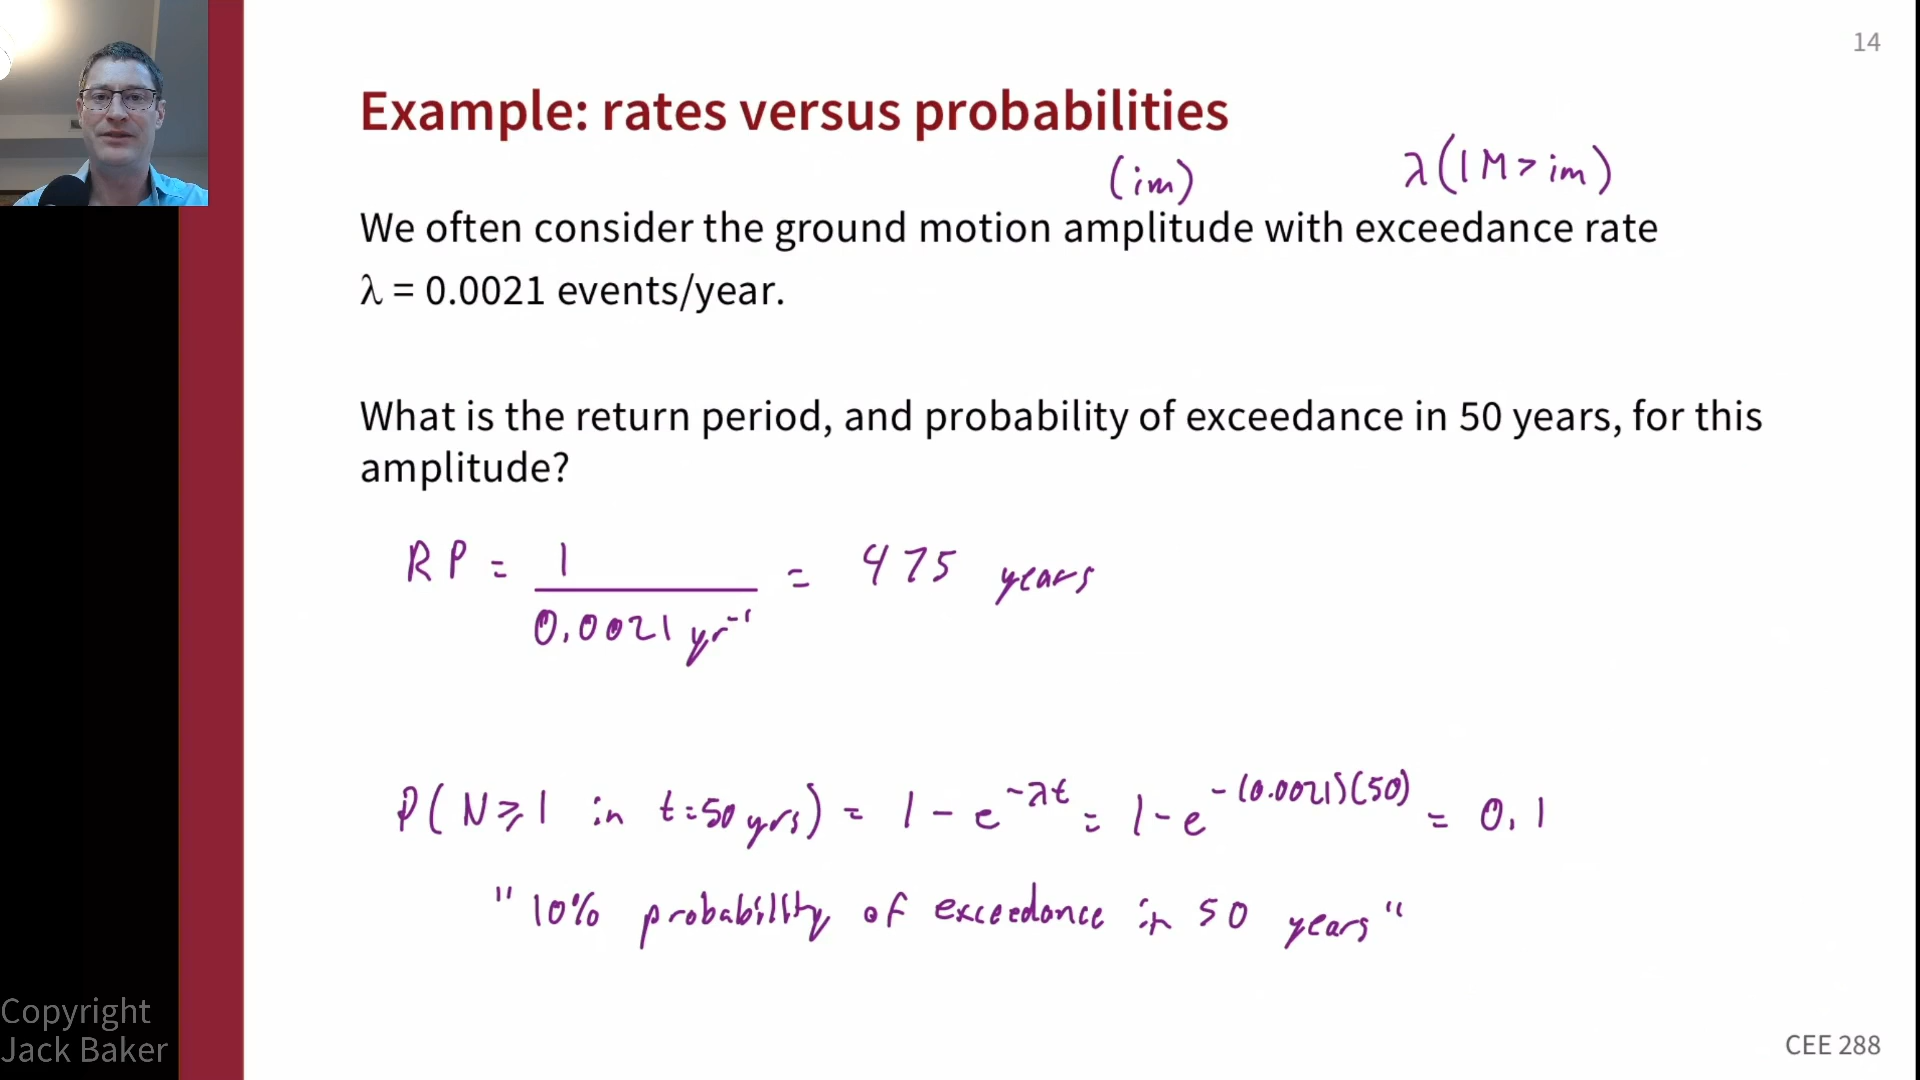 14
Example: rates versus probabilities
(im) λ(IM > im)
We often consider the ground motion amplitude with exceedance rate
λ = 0.0021 events/year.
What is the return period, and probability of exceedance in 50 years, for this
amplitude?
RP = 1 / 0.0021 yr⁻¹ = 475 years
P(N ≥ 1 in t=50 yrs) = 1 - e^-λt = 1 - e^-(0.0021)(50) = 0.1
"10% probability of exceedance in 50 years"
Copyright
Jack Baker
CEE 288